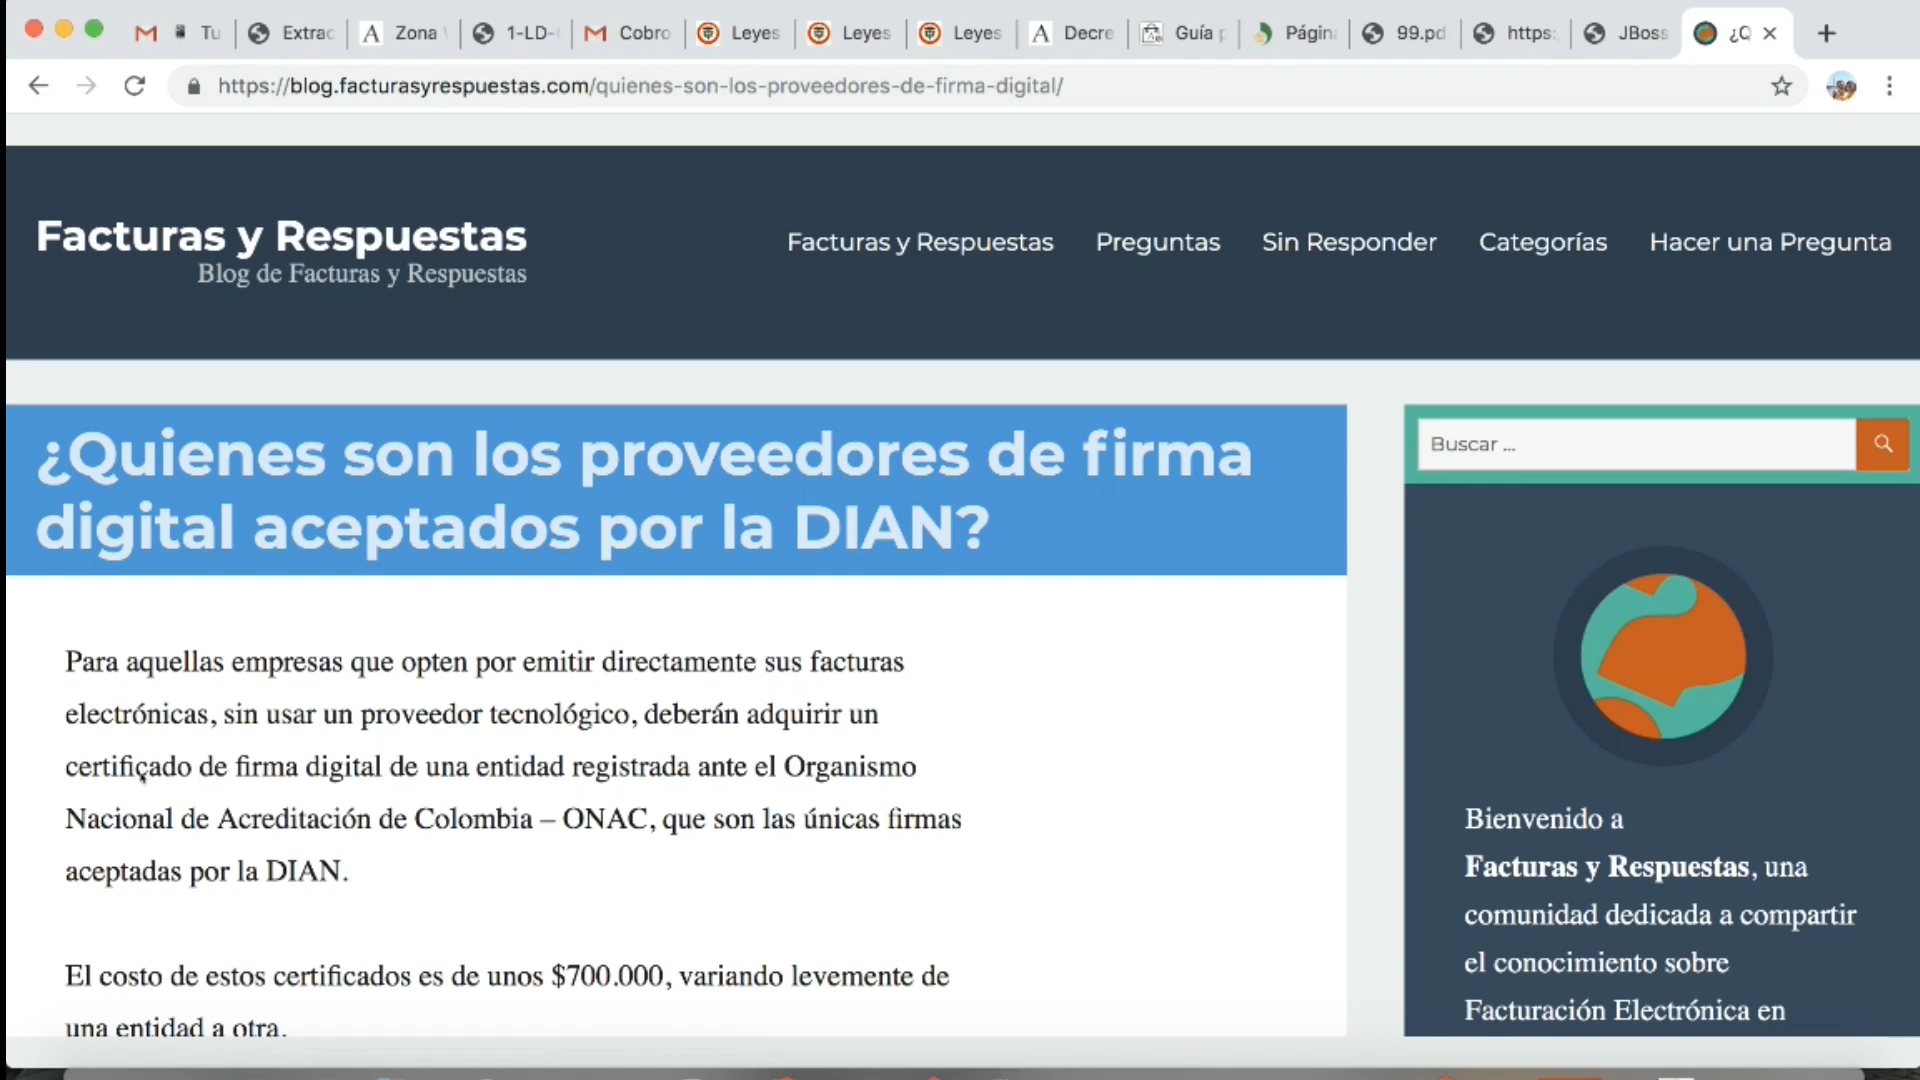 Tu
Extrac
Zona
1-LD-
Cobro
Leyes
Leyes
Leyes
Decre
Guía p
Págin
99.pd
https:
JBoss
¿Q
https://blog.facturasyrespuestas.com/quienes-son-los-proveedores-de-firma-digital/
Facturas y Respuestas
Blog de Facturas y Respuestas
Facturas y Respuestas
Preguntas
Sin Responder
Categorías
Hacer una Pregunta
¿Quienes son los proveedores de firma
digital aceptados por la DIAN?
Para aquellas empresas que opten por emitir directamente sus facturas
electrónicas, sin usar un proveedor tecnológico, deberán adquirir un
certificado de firma digital de una entidad registrada ante el Organismo
Nacional de Acreditación de Colombia – ONAC, que son las únicas firmas
aceptadas por la DIAN.
El costo de estos certificados es de unos $700.000, variando levemente de
una entidad a otra.
Buscar ...
Bienvenido a
Facturas y Respuestas, una
comunidad dedicada a compartir
el conocimiento sobre
Facturación Electrónica en